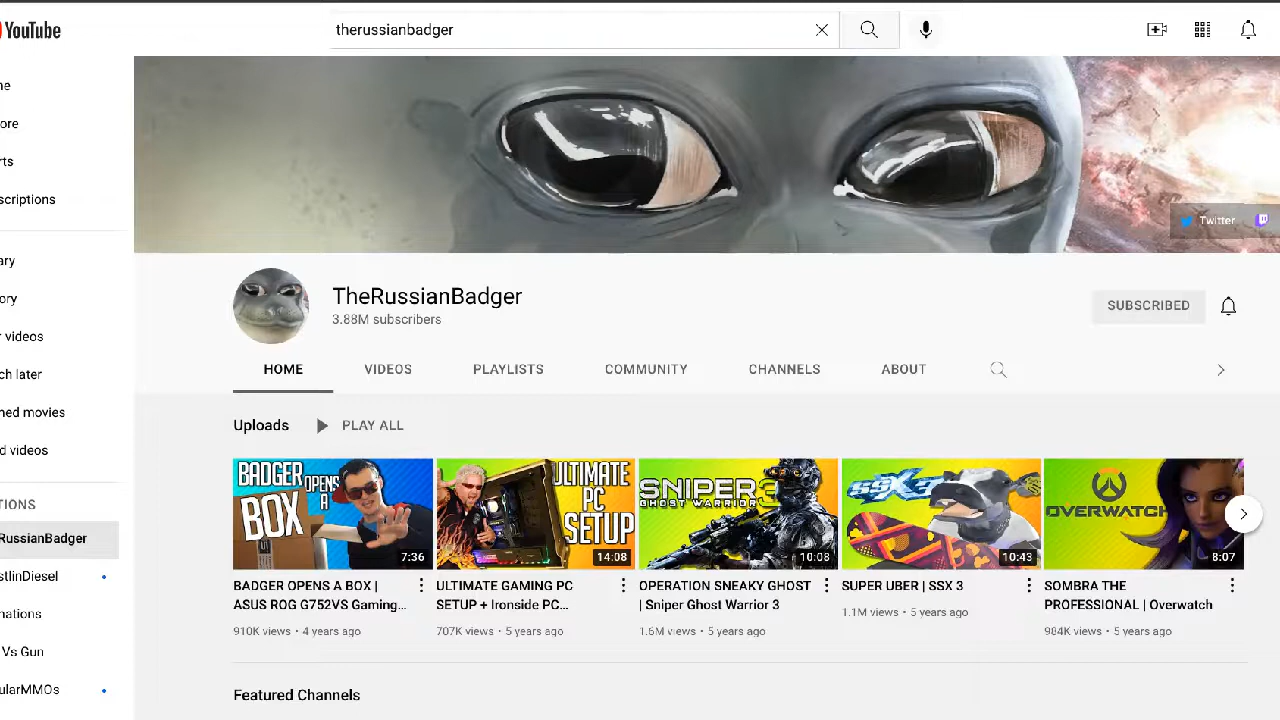 YouTube
therussianbadger
ne
ore
rts
scriptions
ary
ory
r videos
ch later
ned movies
d videos
TIONS
RussianBadger
stlinDiesel
nations
Vs Gun
ularMMOs
Twitter
TheRussianBadger
3.88M subscribers
SUBSCRIBED
HOME
VIDEOS
PLAYLISTS
COMMUNITY
CHANNELS
ABOUT
Uploads
PLAY ALL
BADGER
OPENS
A
BOX
7:36
BADGER OPENS A BOX |
ASUS ROG G752VS Gaming...
910K views • 4 years ago
ULTIMATE
PC
SETUP
14:08
ULTIMATE GAMING PC
SETUP + Ironside PC...
707K views • 5 years ago
SNIPER 3
GHOST WARRIOR
10:08
OPERATION SNEAKY GHOST
| Sniper Ghost Warrior 3
1.6M views • 5 years ago
SSX3
10:43
SUPER UBER | SSX 3
1.1M views • 5 years ago
OVERWATCH
8:07
SOMBRA THE
PROFESSIONAL | Overwatch
984K views • 5 years ago
Featured Channels